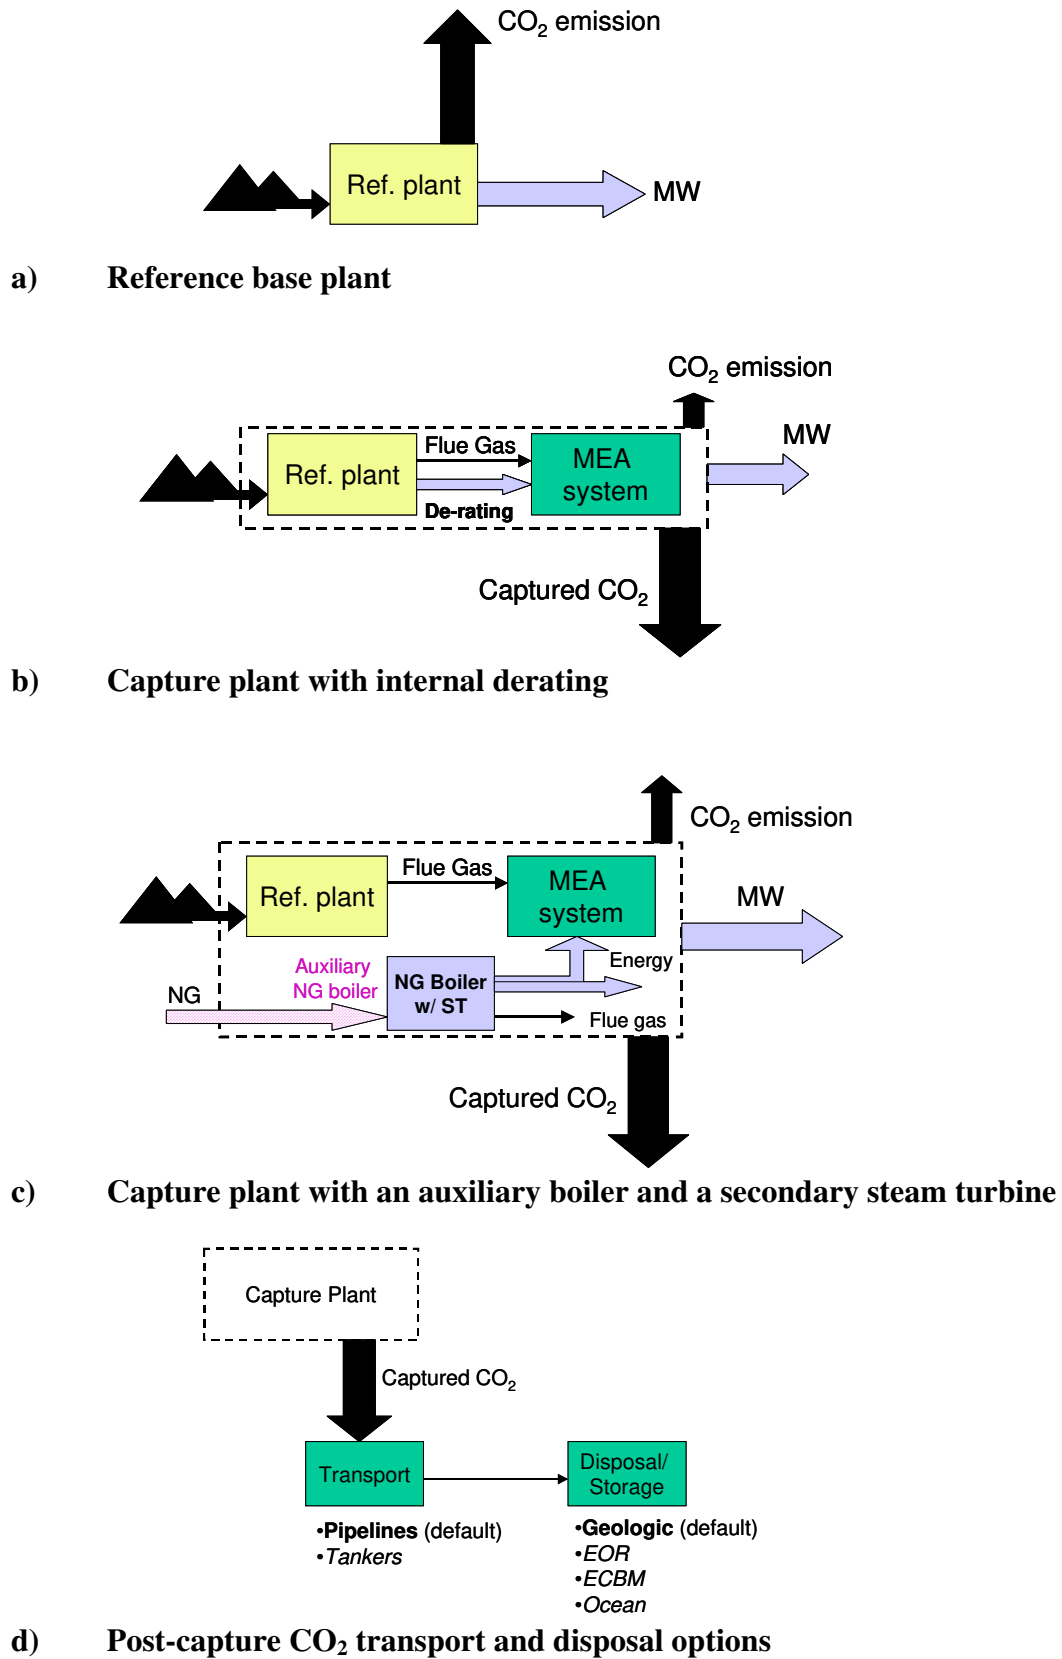 CO₂ emission
Ref. plant
MW
a) Reference base plant
CO₂ emission
MW
Flue Gas
Ref. plant
MEA
system
De-rating
Captured CO₂
b) Capture plant with internal derating
CO₂ emission
Flue Gas
Ref. plant
MEA
system
MW
Auxiliary
NG boiler
Energy
NG
NG Boiler
w/ ST
Flue gas
Captured CO₂
c) Capture plant with an auxiliary boiler and a secondary steam turbine
Capture Plant
Captured CO₂
Transport
Disposal/
Storage
•Pipelines (default)
•Tankers
•Geologic (default)
•EOR
•ECBM
•Ocean
d) Post-capture CO₂ transport and disposal options